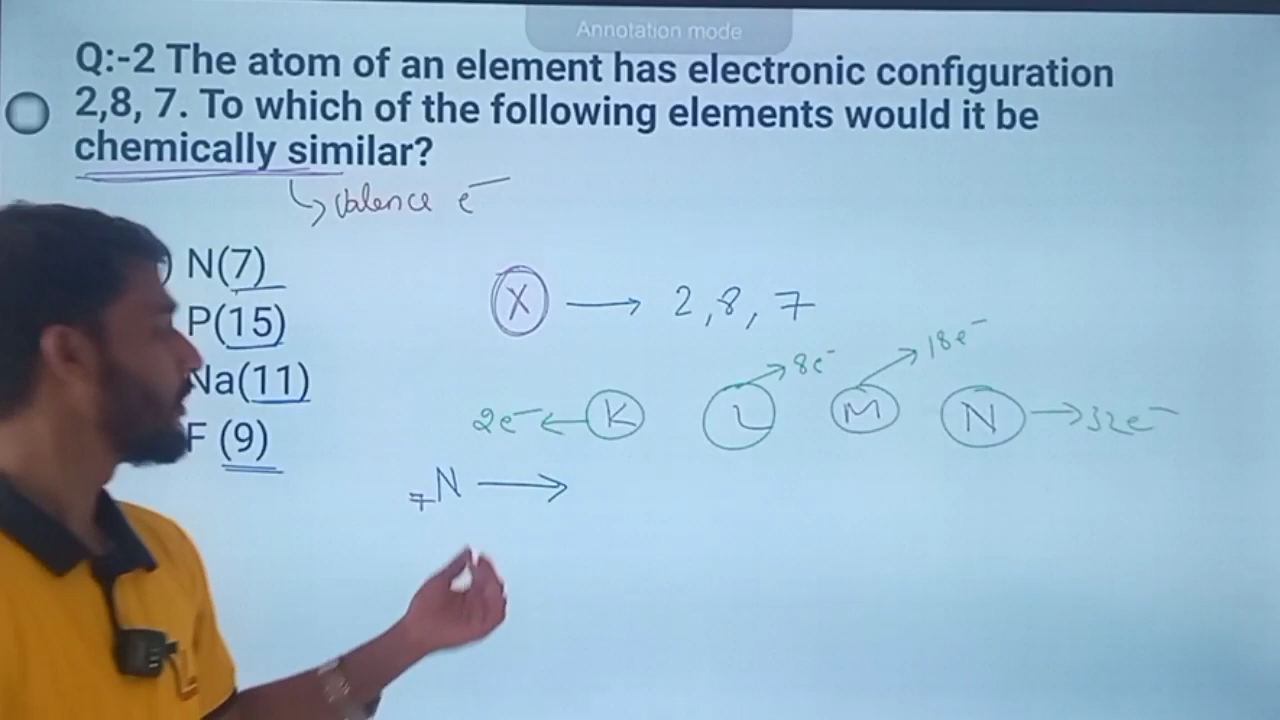 Annotation mode
Q:-2 The atom of an element has electronic configuration
2,8, 7. To which of the following elements would it be
chemically similar?
↳ valence e⁻
) N(7)
P(15)
Na(11)
F (9)
X → 2,8,7
2e⁻ ← K L → 8e⁻ M → 18e⁻ N → 32e⁻
₇N →